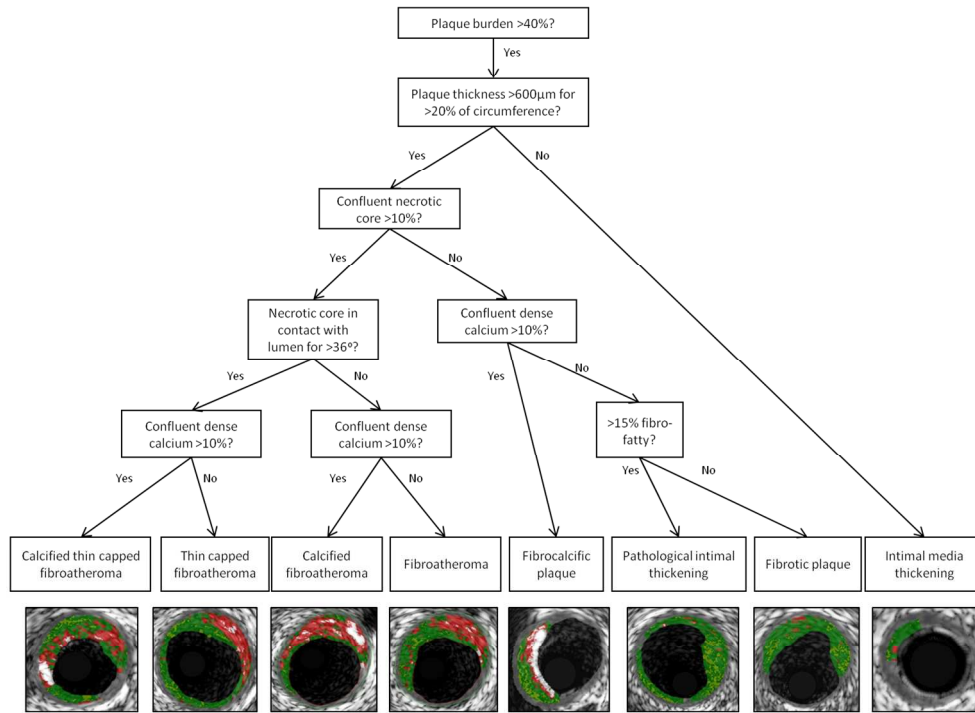 Plaque burden >40%?
Yes
Plaque thickness >600µm for
>20% of circumference?
Yes
No
Confluent necrotic
core >10%?
Yes
No
Necrotic core in
contact with
lumen for >36º?
Confluent dense
calcium >10%?
Yes
No
Yes
No
Confluent dense
calcium >10%?
Confluent dense
calcium >10%?
>15% fibro-
fatty?
Yes
No
Yes
No
Yes
No
Calcified thin capped
fibroatheroma
Thin capped
fibroatheroma
Calcified
fibroatheroma
Fibroatheroma
Fibrocalcific
plaque
Pathological intimal
thickening
Fibrotic plaque
Intimal media
thickening